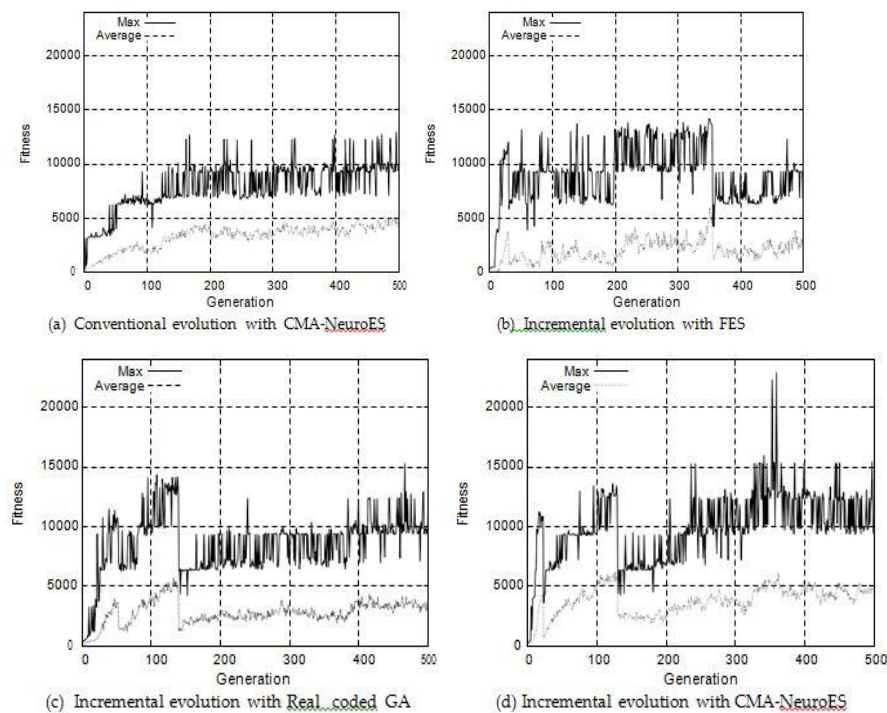 Max
Average
20000
15000
10000
5000
0
Fitness
0 100 200 300 400 500
Generation
(a) Conventional evolution with CMA-NeuroES
Max
Average
20000
15000
10000
5000
0
Fitness
0 100 200 300 400 500
Generation
(b) Incremental evolution with FES
Max
Average
20000
15000
10000
5000
0
Fitness
0 100 200 300 400 500
Generation
(c) Incremental evolution with Real coded GA
Max
Average
20000
15000
10000
5000
0
Fitness
0 100 200 300 400 500
Generation
(d) Incremental evolution with CMA-NeuroES